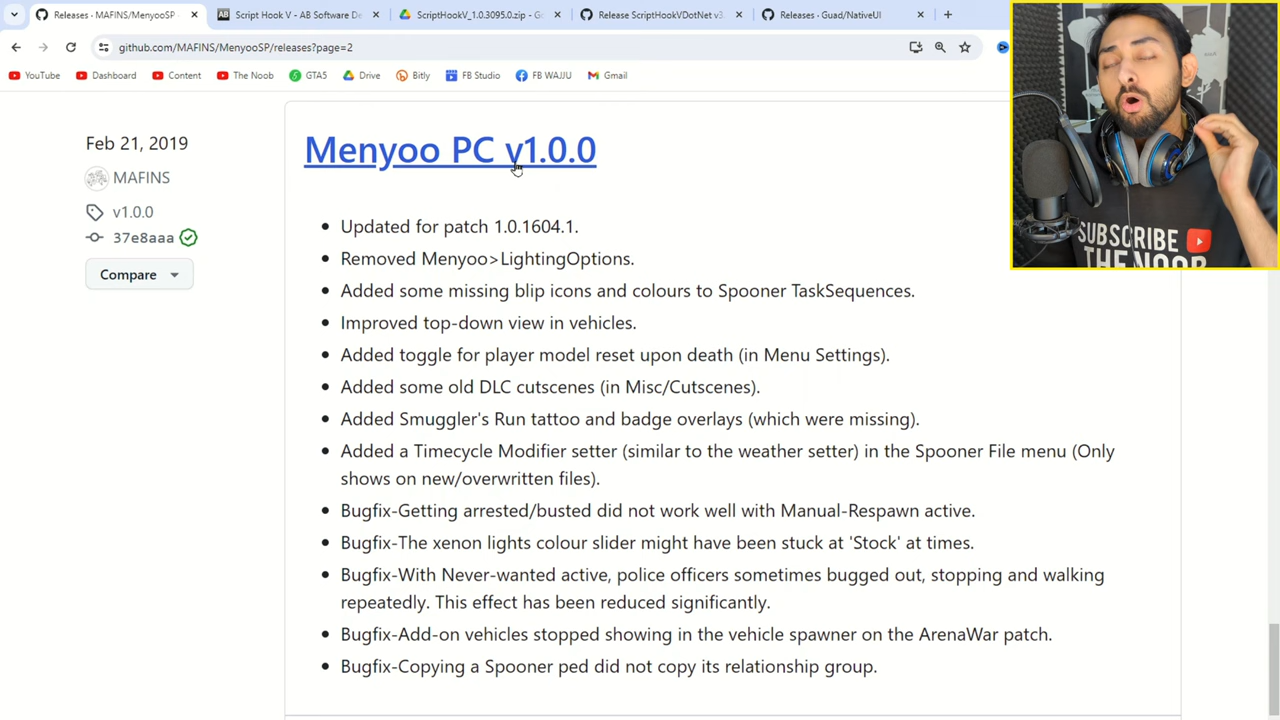 Releases · MAFINS/MenyooSP ·
Script Hook V - AB Software D
ScriptHookV_1.0.3095.0.zip - Go
Release ScriptHookVDotNet v3
Releases · Guad/NativeUI
github.com/MAFINS/MenyooSP/releases?page=2
YouTube
Dashboard
Content
The Noob
GTA5
Drive
Bitly
FB Studio
FB WAJJU
Gmail
Feb 21, 2019
MAFINS
v1.0.0
37e8aaa
Compare
Menyoo PC v1.0.0
Updated for patch 1.0.1604.1.
Removed Menyoo>LightingOptions.
Added some missing blip icons and colours to Spooner TaskSequences.
Improved top-down view in vehicles.
Added toggle for player model reset upon death (in Menu Settings).
Added some old DLC cutscenes (in Misc/Cutscenes).
Added Smuggler's Run tattoo and badge overlays (which were missing).
Added a Timecycle Modifier setter (similar to the weather setter) in the Spooner File menu (Only
shows on new/overwritten files).
Bugfix-Getting arrested/busted did not work well with Manual-Respawn active.
Bugfix-The xenon lights colour slider might have been stuck at 'Stock' at times.
Bugfix-With Never-wanted active, police officers sometimes bugged out, stopping and walking
repeatedly. This effect has been reduced significantly.
Bugfix-Add-on vehicles stopped showing in the vehicle spawner on the ArenaWar patch.
Bugfix-Copying a Spooner ped did not copy its relationship group.
SUBSCRIBE
THE NOOB